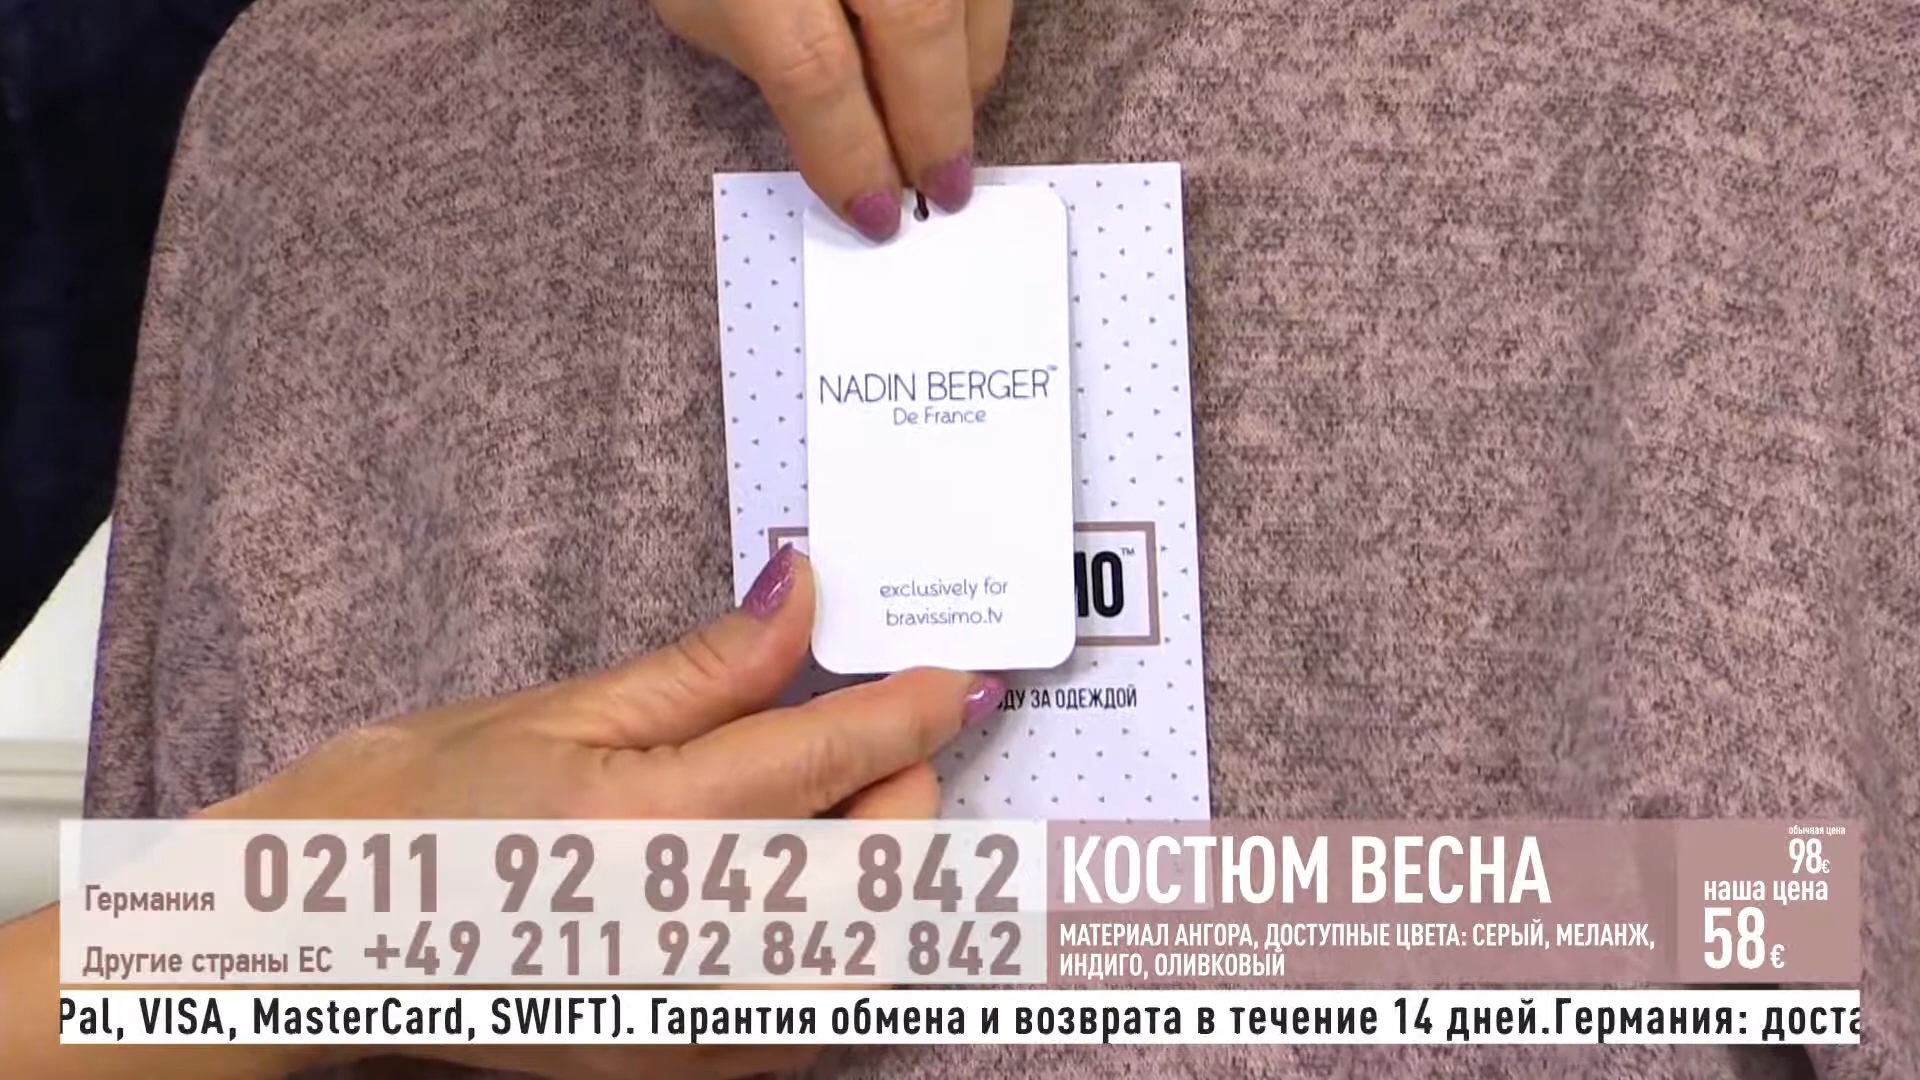 NADIN BERGER™
De France
exclusively for
bravissimo.tv
МО™
ЗА ОДЕЖДОЙ
Германия 0211 92 842 842
Другие страны ЕС +49 211 92 842 842
КОСТЮМ ВЕСНА
МАТЕРИАЛ АНГОРА, ДОСТУПНЫЕ ЦВЕТА: СЕРЫЙ, МЕЛАНЖ,
ИНДИГО, ОЛИВКОВЫЙ
обычная цена
98€
наша цена
58€
Pal, VISA, MasterCard, SWIFT). Гарантия обмена и возврата в течение 14 дней.Германия: доста